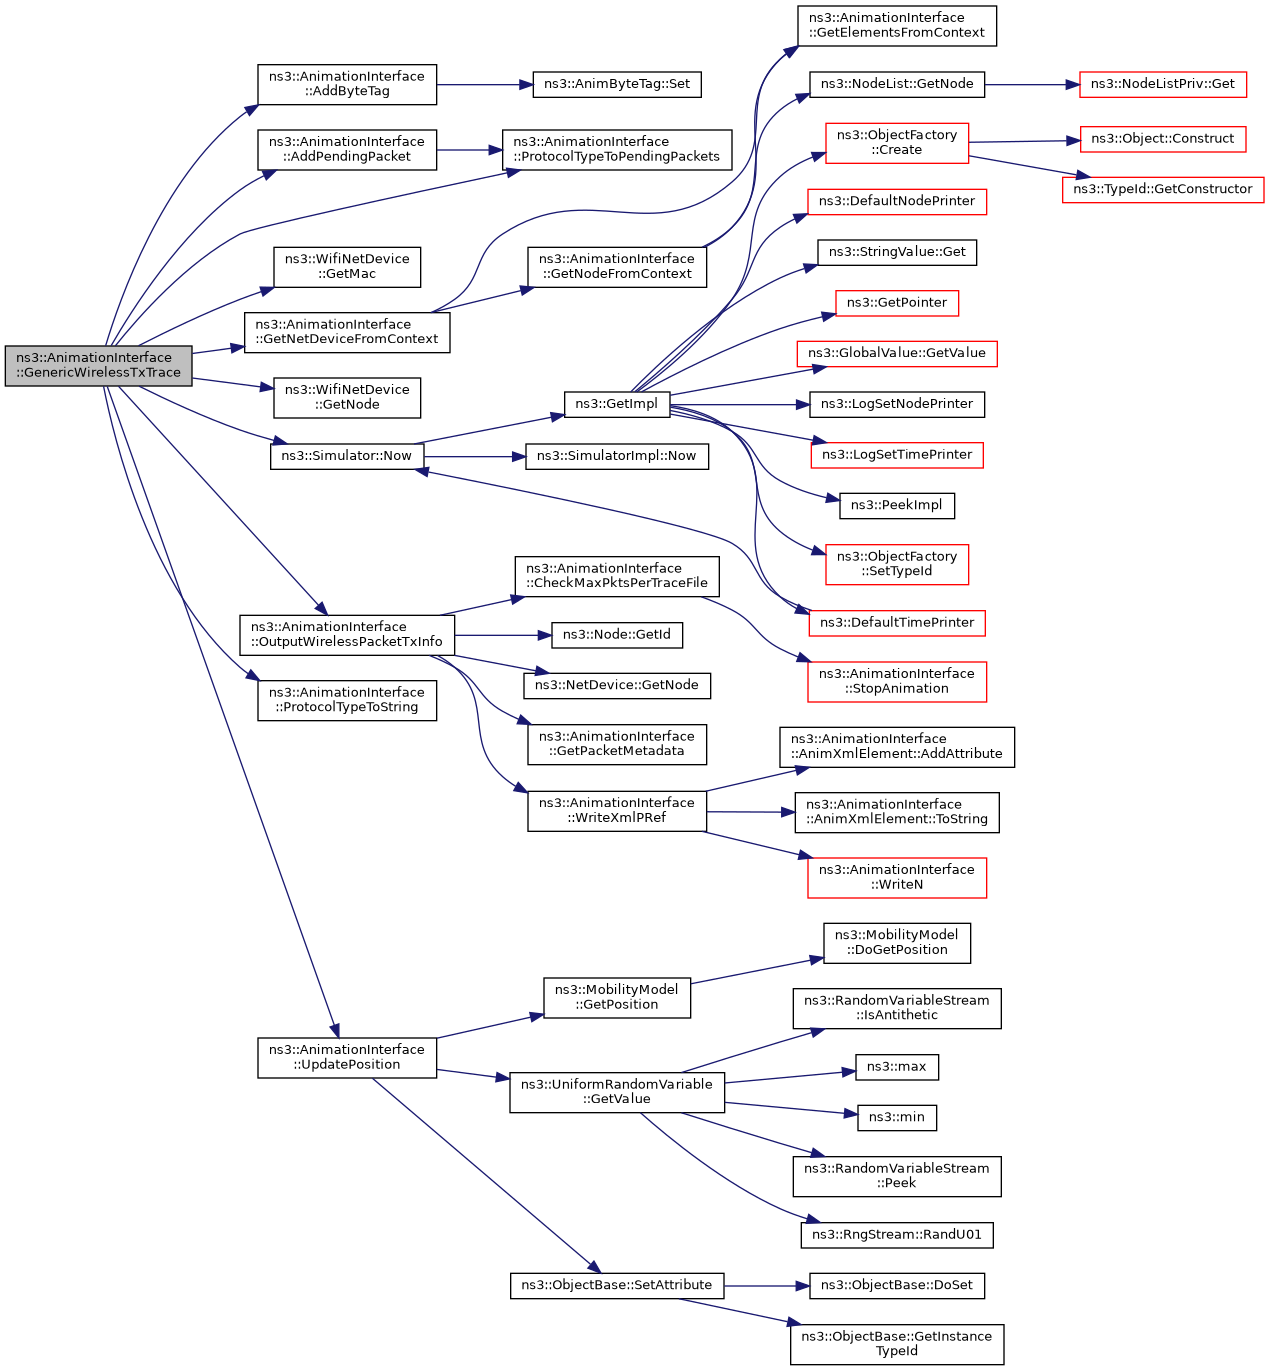 ns3::AnimationInterface
::GenericWirelessTxTrace
ns3::AnimationInterface
::AddByteTag
ns3::AnimByteTag::Set
ns3::AnimationInterface
::AddPendingPacket
ns3::AnimationInterface
::ProtocolTypeToPendingPackets
ns3::WifiNetDevice
::GetMac
ns3::AnimationInterface
::GetNetDeviceFromContext
ns3::AnimationInterface
::GetElementsFromContext
ns3::AnimationInterface
::GetNodeFromContext
ns3::NodeList::GetNode
ns3::NodeListPriv::Get
ns3::WifiNetDevice
::GetNode
ns3::Simulator::Now
ns3::GetImpl
ns3::ObjectFactory
::Create
ns3::Object::Construct
ns3::TypeId::GetConstructor
ns3::DefaultNodePrinter
ns3::StringValue::Get
ns3::GetPointer
ns3::GlobalValue::GetValue
ns3::LogSetNodePrinter
ns3::LogSetTimePrinter
ns3::PeekImpl
ns3::ObjectFactory
::SetTypeId
ns3::DefaultTimePrinter
ns3::SimulatorImpl::Now
ns3::AnimationInterface
::OutputWirelessPacketTxInfo
ns3::AnimationInterface
::CheckMaxPktsPerTraceFile
ns3::AnimationInterface
::StopAnimation
ns3::Node::GetId
ns3::NetDevice::GetNode
ns3::AnimationInterface
::GetPacketMetadata
ns3::AnimationInterface
::WriteXmlPRef
ns3::AnimationInterface
::AnimXmlElement::AddAttribute
ns3::AnimationInterface
::AnimXmlElement::ToString
ns3::AnimationInterface
::WriteN
ns3::AnimationInterface
::ProtocolTypeToString
ns3::AnimationInterface
::UpdatePosition
ns3::MobilityModel
::GetPosition
ns3::MobilityModel
::DoGetPosition
ns3::UniformRandomVariable
::GetValue
ns3::RandomVariableStream
::IsAntithetic
ns3::max
ns3::min
ns3::RandomVariableStream
::Peek
ns3::RngStream::RandU01
ns3::ObjectBase::SetAttribute
ns3::ObjectBase::DoSet
ns3::ObjectBase::GetInstance
TypeId